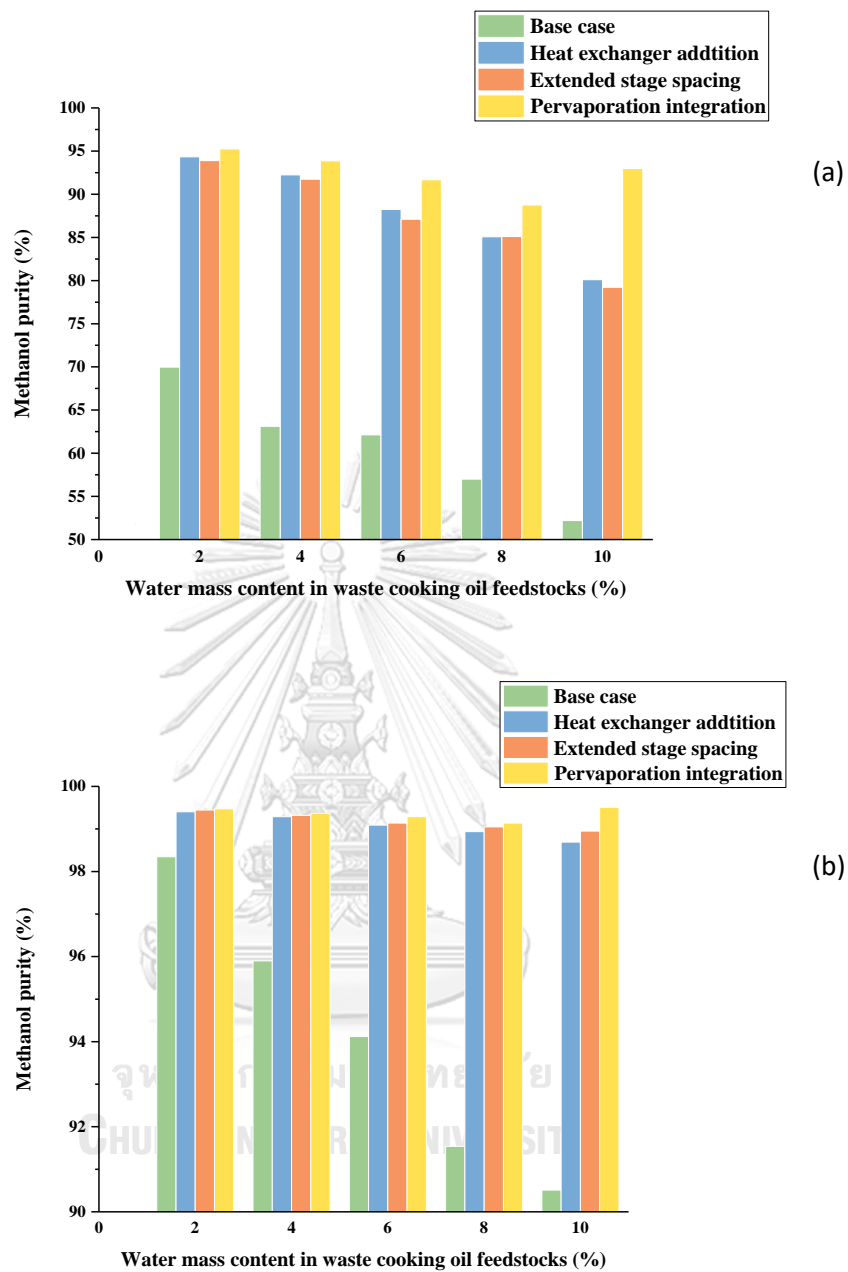 Base case
Heat exchanger addtition
Extended stage spacing
Pervaporation integration
(a)
Methanol purity (%)
100
95
90
85
80
75
70
65
60
55
50
0 2 4 6 8 10
Water mass content in waste cooking oil feedstocks (%)
Base case
Heat exchanger addtition
Extended stage spacing
Pervaporation integration
(b)
Methanol purity (%)
100
98
96
94
92
90
0 2 4 6 8 10
Water mass content in waste cooking oil feedstocks (%)